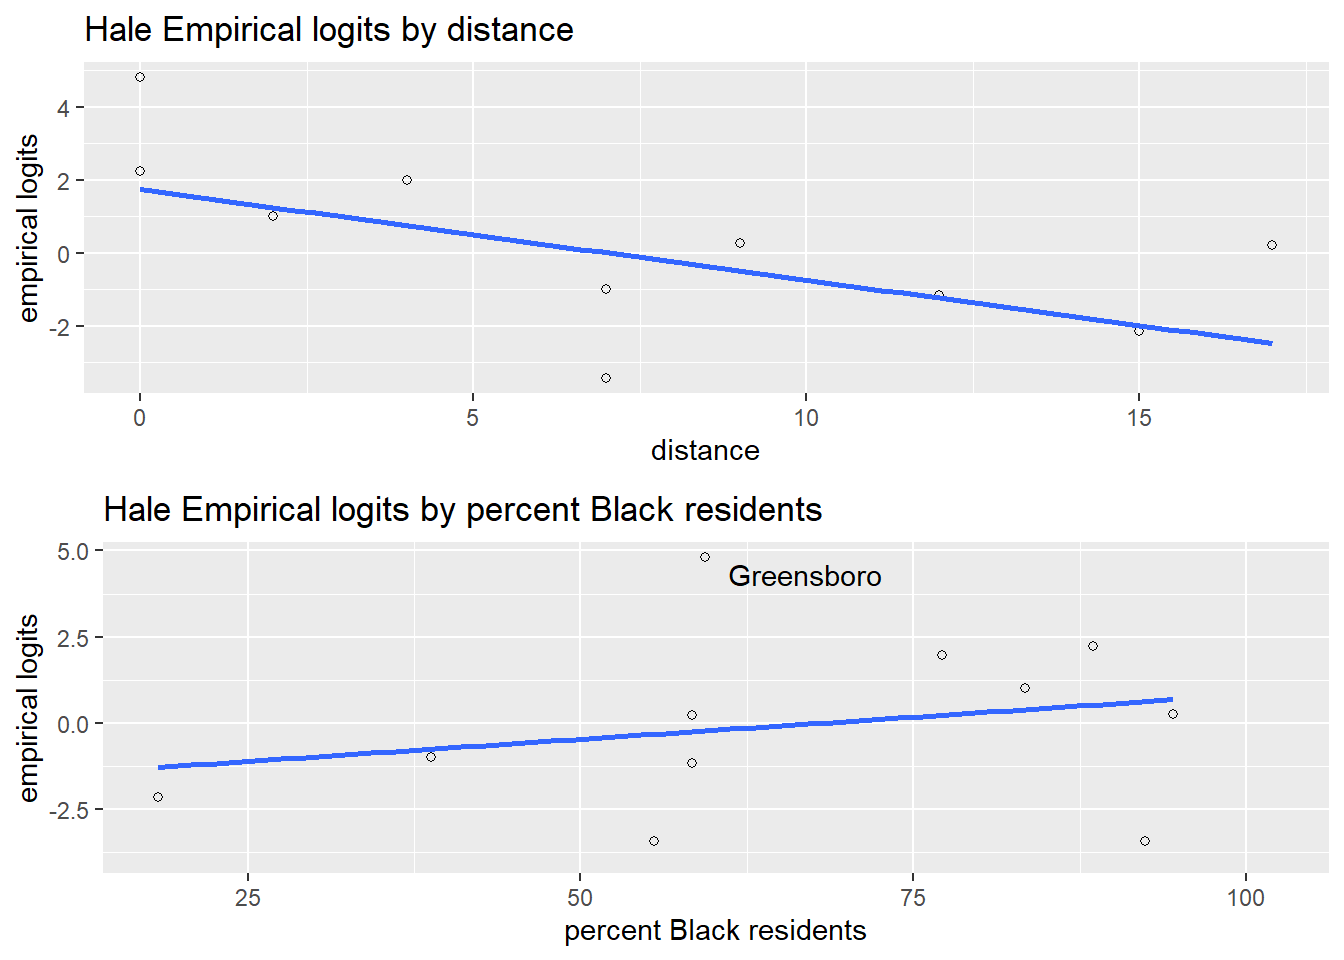 Hale Empirical logits by distance
empirical logits
4
2
0
-2
0 5 10 15
distance
Hale Empirical logits by percent Black residents
empirical logits
5.0
2.5
0.0
-2.5
Greensboro
25 50 75 100
percent Black residents